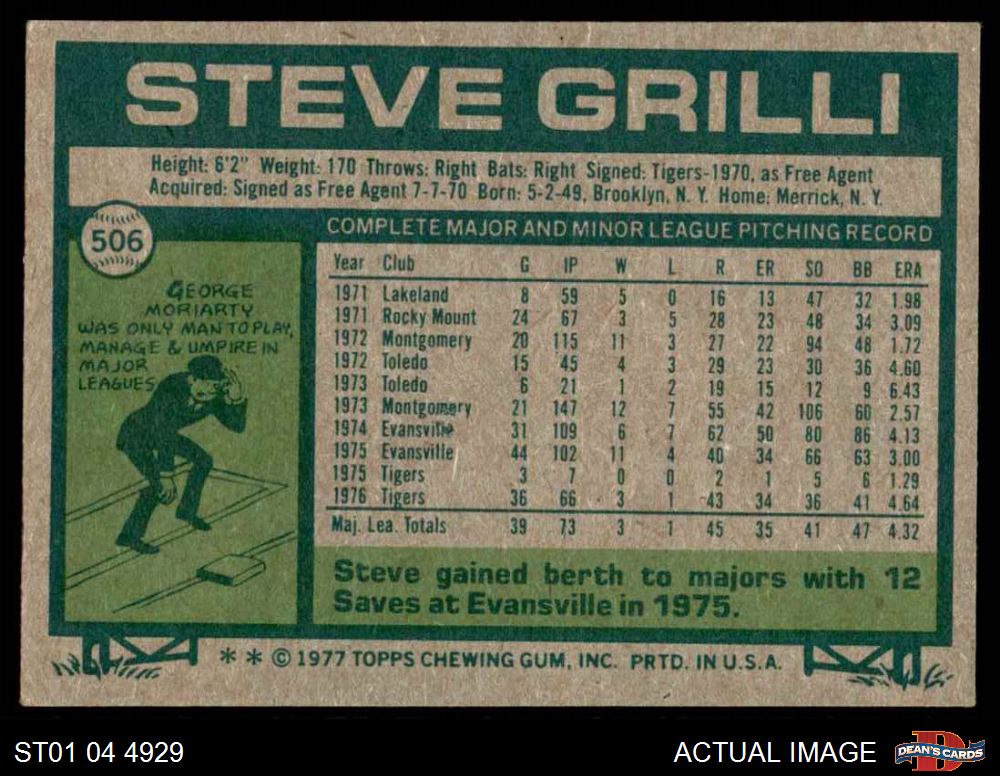 STEVE GRILLI
Height: 6'2" Weight: 170 Throws: Right Bats: Right Signed: Tigers-1970, as Free Agent
Acquired: Signed as Free Agent 7-7-70 Born: 5-2-49, Brooklyn, N. Y. Home: Merrick, N. Y.
506
GEORGE
MORIARTY
WAS ONLY MAN TO PLAY,
MANAGE & UMPIRE IN
MAJOR
LEAGUES
COMPLETE MAJOR AND MINOR LEAGUE PITCHING RECORD
Year Club G IP W L R ER SO BB ERA
1971 Lakeland 8 59 5 0 16 13 47 32 1.98
1971 Rocky Mount 24 67 3 5 28 23 48 34 3.09
1972 Montgomery 20 115 11 3 27 22 94 48 1.72
1972 Toledo 15 45 4 3 29 23 30 36 4.60
1973 Toledo 6 21 1 2 19 15 12 9 6.43
1973 Montgomery 21 147 12 7 55 42 106 60 2.57
1974 Evansville 31 109 6 7 62 50 80 86 4.13
1975 Evansville 44 102 11 4 40 34 66 63 3.00
1975 Tigers 3 7 0 0 2 1 5 6 1.29
1976 Tigers 36 66 3 1 43 34 36 41 4.64
Maj. Lea. Totals 39 73 3 1 45 35 41 47 4.32
Steve gained berth to majors with 12
Saves at Evansville in 1975.
* * © 1977 TOPPS CHEWING GUM, INC. PRTD. IN U.S.A.
ST01 04 4929
ACTUAL IMAGE
D
DEAN'S CARDS